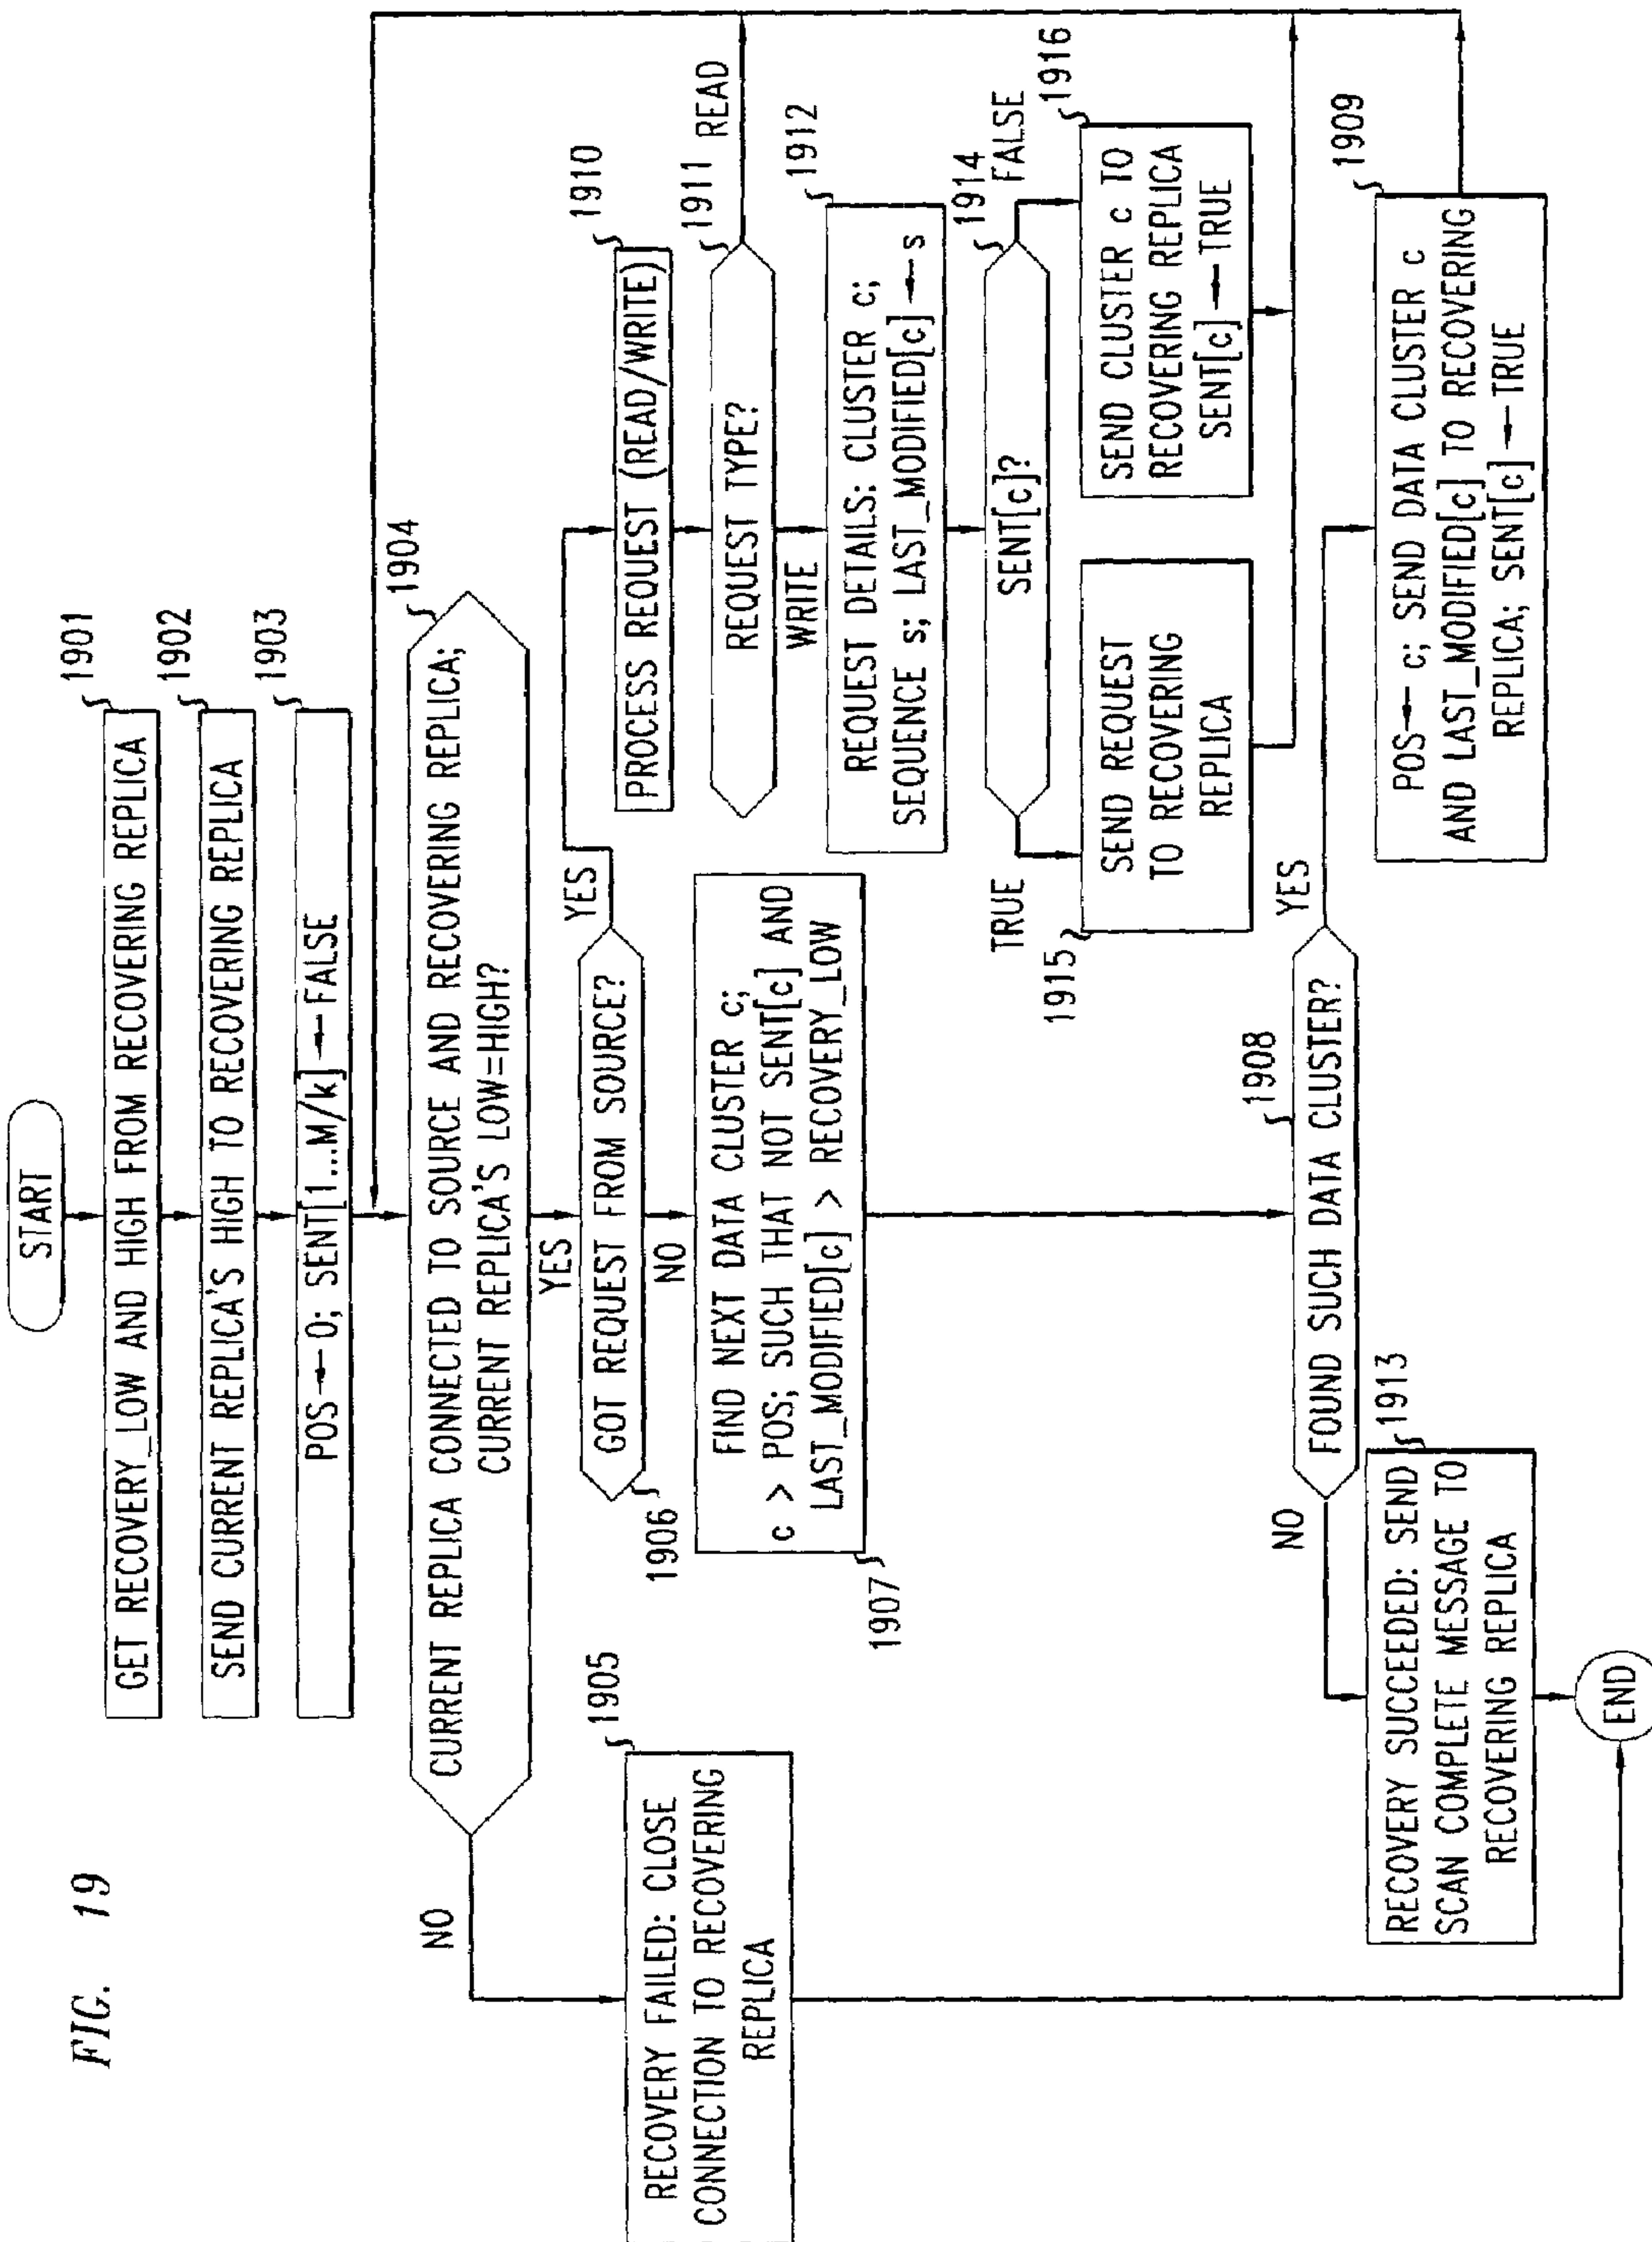 FIG. 19
START
1901
GET RECOVERY_LOW AND HIGH FROM RECOVERING REPLICA
1902
SEND CURRENT REPLICA'S HIGH TO RECOVERING REPLICA
1903
POS ← 0; SENT[1...M/k] ← FALSE
1904
CURRENT REPLICA CONNECTED TO SOURCE AND RECOVERING REPLICA;
CURRENT REPLICA'S LOW=HIGH?
NO
YES
1905
RECOVERY FAILED: CLOSE
CONNECTION TO RECOVERING
REPLICA
GOT REQUEST FROM SOURCE?
1906
YES
NO
1910
PROCESS REQUEST (READ/WRITE)
1911
REQUEST TYPE?
READ
WRITE
FIND NEXT DATA CLUSTER c;
c > POS; SUCH THAT NOT SENT[c] AND
LAST_MODIFIED[c] > RECOVERY_LOW
1907
1912
REQUEST DETAILS: CLUSTER c;
SEQUENCE s; LAST_MODIFIED[c] ← s
1914
SENT[c]?
TRUE
FALSE
1915
SEND REQUEST
TO RECOVERING
REPLICA
1916
SEND CLUSTER c TO
RECOVERING REPLICA
SENT[c] ← TRUE
1908
FOUND SUCH DATA CLUSTER?
NO
YES
1913
RECOVERY SUCCEEDED: SEND
SCAN COMPLETE MESSAGE TO
RECOVERING REPLICA
1909
POS ← c; SEND DATA CLUSTER c
AND LAST_MODIFIED[c] TO RECOVERING
REPLICA; SENT[c] ← TRUE
END